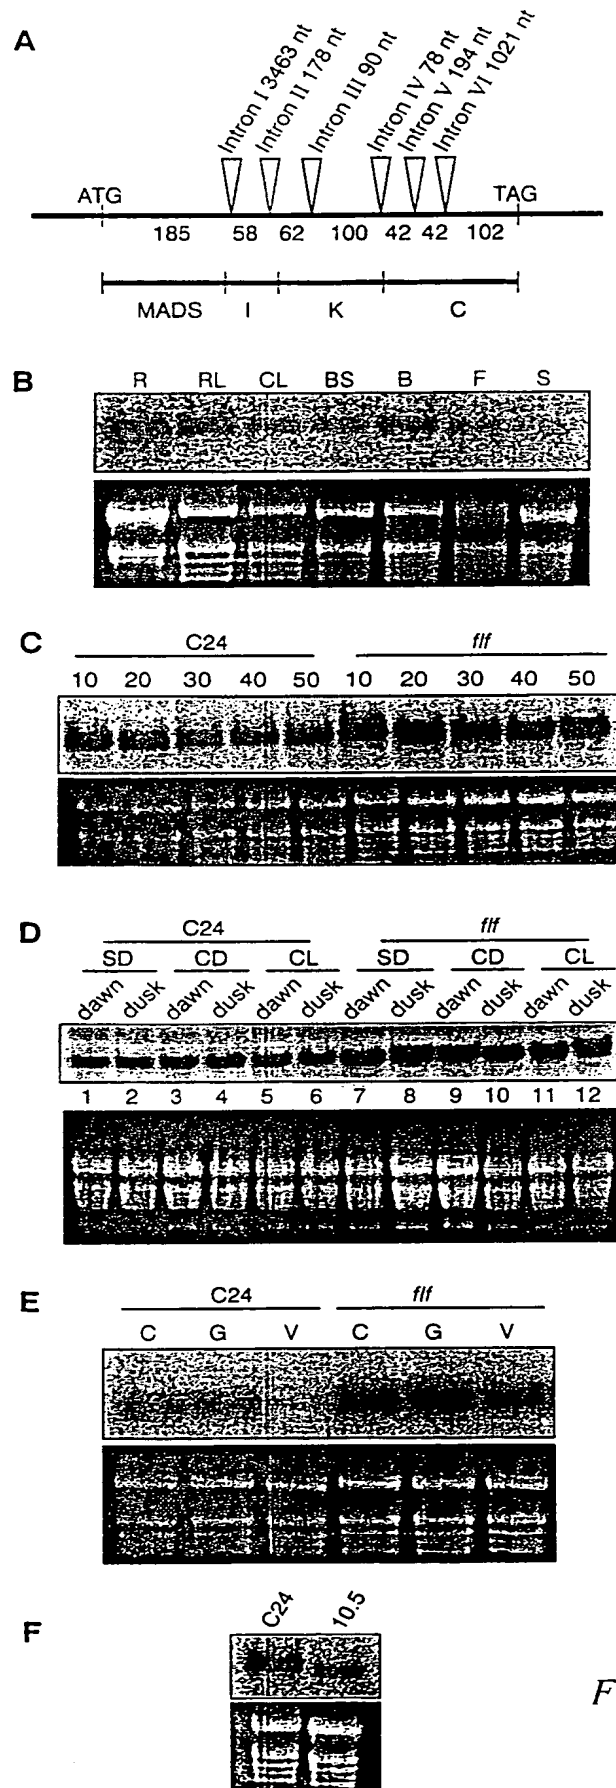 A
Intron I 3463 nt
Intron II 178 nt
Intron III 90 nt
Intron IV 78 nt
Intron V 194 nt
Intron VI 1021 nt
ATG TAG
185 58 62 100 42 42 102
MADS I K C
B
R RL CL BS B F S
C
C24 flf
10 20 30 40 50 10 20 30 40 50
D
C24 flf
SD CD CL SD CD CL
dawn dusk dawn dusk dawn dusk dawn dusk dawn dusk dawn dusk
1 2 3 4 5 6 7 8 9 10 11 12
E
C24 flf
C G V C G V
F
C24 10.5
F